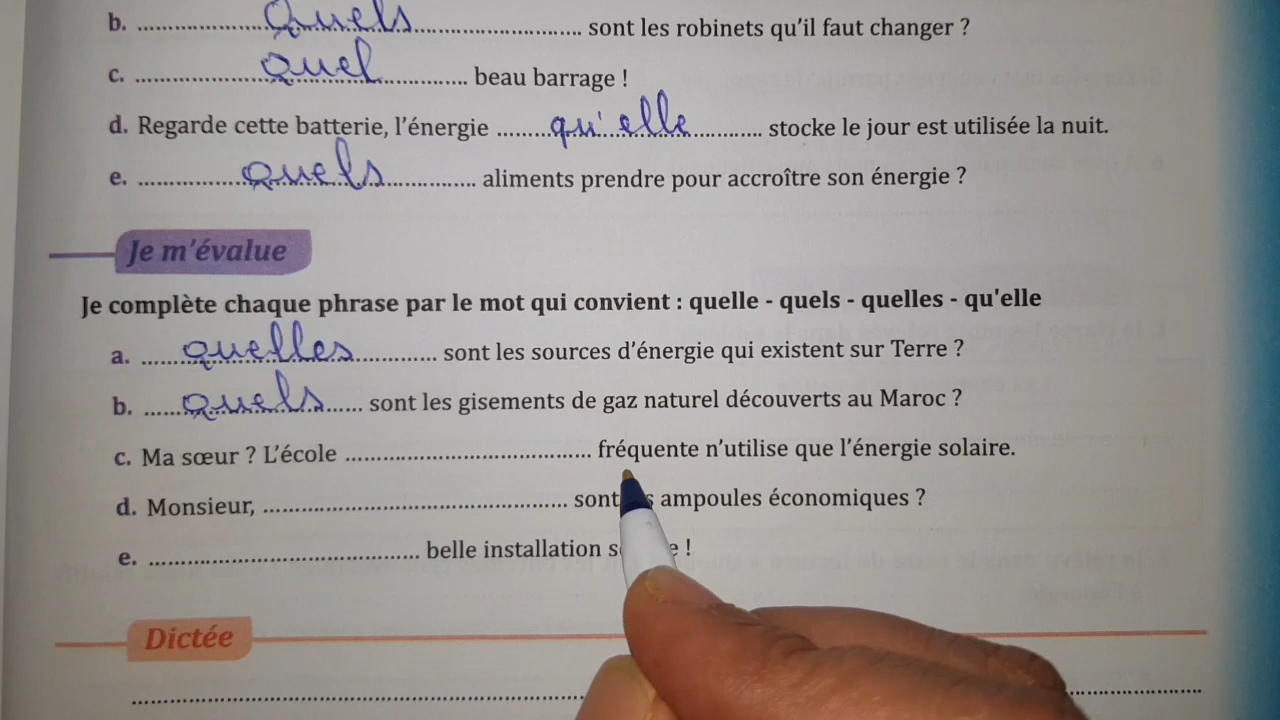 b. ........Quels........ sont les robinets qu'il faut changer ?
c. ........quel........ beau barrage !
d. Regarde cette batterie, l'énergie ........qu'elle........ stocke le jour est utilisée la nuit.
e. ........quels........ aliments prendre pour accroître son énergie ?
Je m'évalue
Je complète chaque phrase par le mot qui convient : quelle - quels - quelles - qu'elle
a. ........quelles........ sont les sources d'énergie qui existent sur Terre ?
b. ........quels........ sont les gisements de gaz naturel découverts au Maroc ?
c. Ma sœur ? L'école ........................ fréquente n'utilise que l'énergie solaire.
d. Monsieur, ........................ sont ampoules économiques ?
e. ........................ belle installation !
Dictée